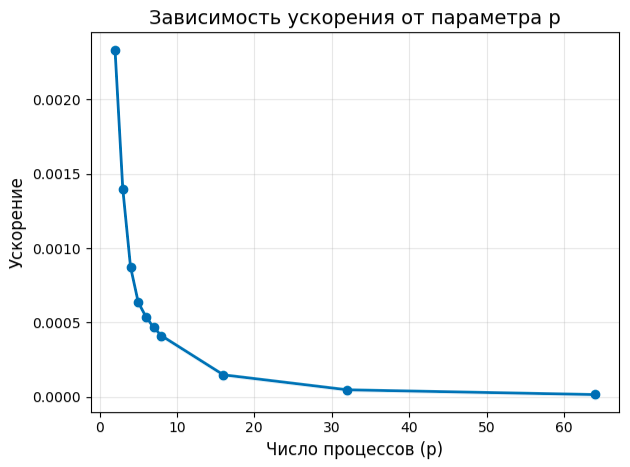 Зависимость ускорения от параметра p
Ускорение
0.0020
0.0015
0.0010
0.0005
0.0000
0 10 20 30 40 50 60
Число процессов (p)